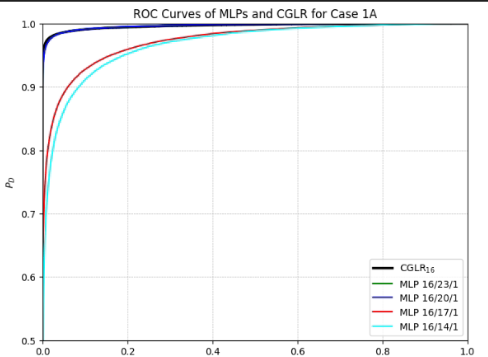 ROC Curves of MLPs and CGLR for Case 1A
1.0
0.9
0.8
0.7
0.6
0.5
P_D
0.0 0.2 0.4 0.6 0.8 1.0
CGLR₁₆
MLP 16/23/1
MLP 16/20/1
MLP 16/17/1
MLP 16/14/1